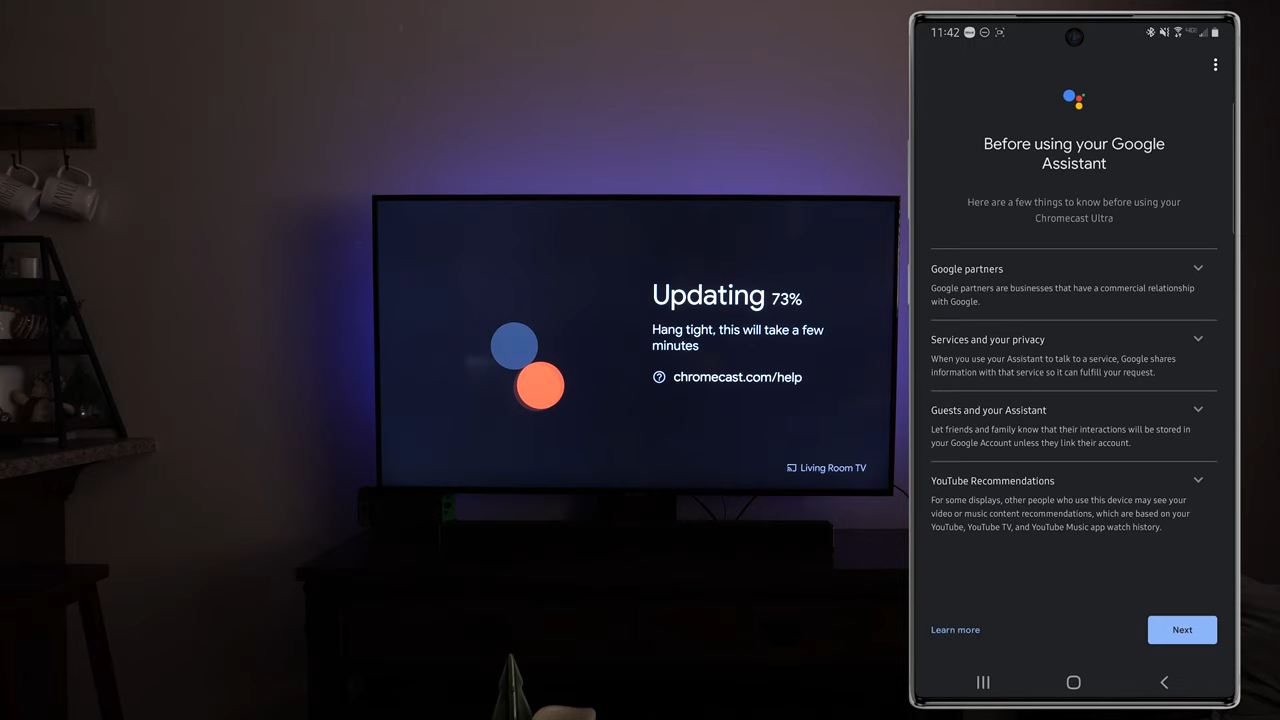 Updating 73%
Hang tight, this will take a few
minutes
chromecast.com/help
Living Room TV
11:42
Before using your Google
Assistant
Here are a few things to know before using your
Chromecast Ultra
Google partners
Google partners are businesses that have a commercial relationship
with Google.
Services and your privacy
When you use your Assistant to talk to a service, Google shares
information with that service so it can fulfill your request.
Guests and your Assistant
Let friends and family know that their interactions will be stored in
your Google Account unless they link their account.
YouTube Recommendations
For some displays, other people who use this device may see your
video or music content recommendations, which are based on your
YouTube, YouTube TV, and YouTube Music app watch history.
Learn more
Next